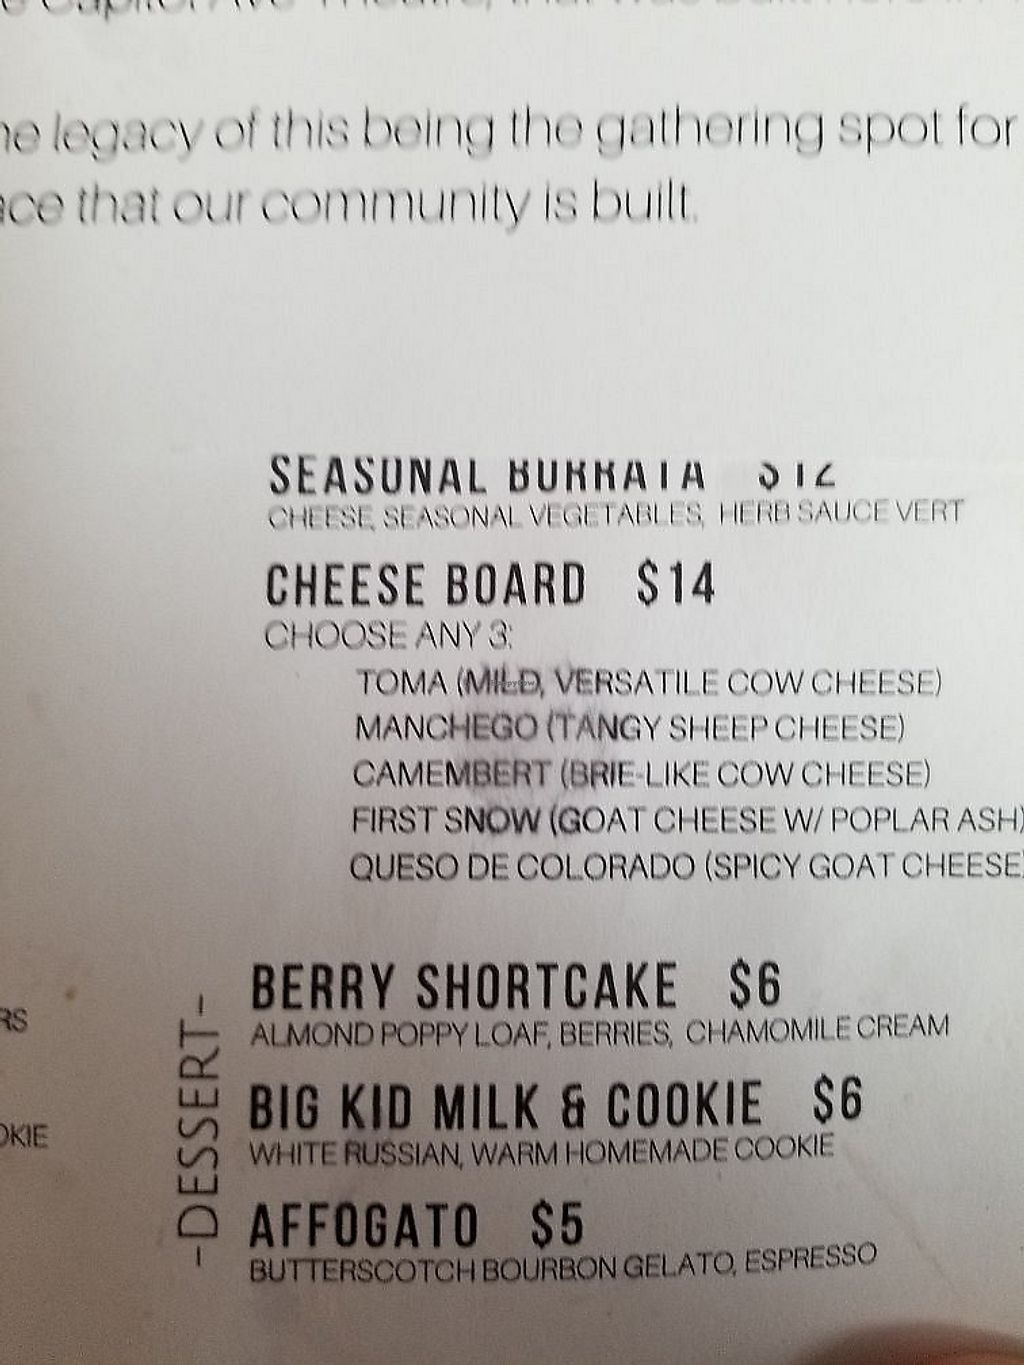 he legacy of this being the gathering spot for
ace that our community is built.
SEASONAL BURRATA $12
CHEESE, SEASONAL VEGETABLES, HERB SAUCE VERT
CHEESE BOARD $14
CHOOSE ANY 3:
TOMA (MILD, VERSATILE COW CHEESE)
MANCHEGO (TANGY SHEEP CHEESE)
CAMEMBERT (BRIE-LIKE COW CHEESE)
FIRST SNOW (GOAT CHEESE W/ POPLAR ASH)
QUESO DE COLORADO (SPICY GOAT CHEESE)
-DESSERT-
BERRY SHORTCAKE $6
RS
ALMOND POPPY LOAF, BERRIES, CHAMOMILE CREAM
BIG KID MILK & COOKIE $6
OKIE
WHITE RUSSIAN, WARM HOMEMADE COOKIE
AFFOGATO $5
BUTTERSCOTCH BOURBON GELATO, ESPRESSO